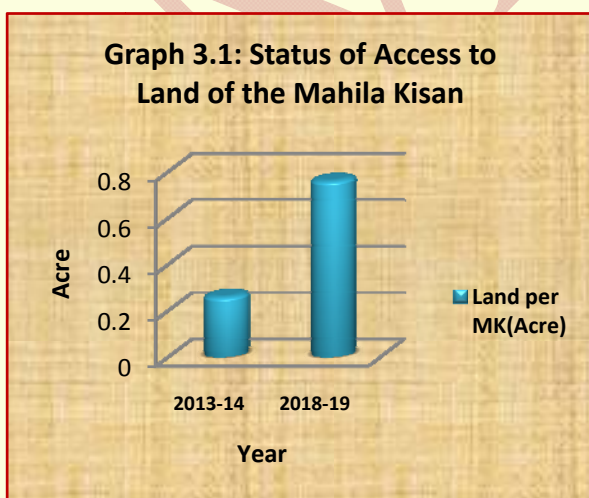 Graph 3.1: Status of Access to
Land of the Mahila Kisan
0.8
0.6
0.4
0.2
0
Acre
2013-14 2018-19
Year
Land per
MK(Acre)